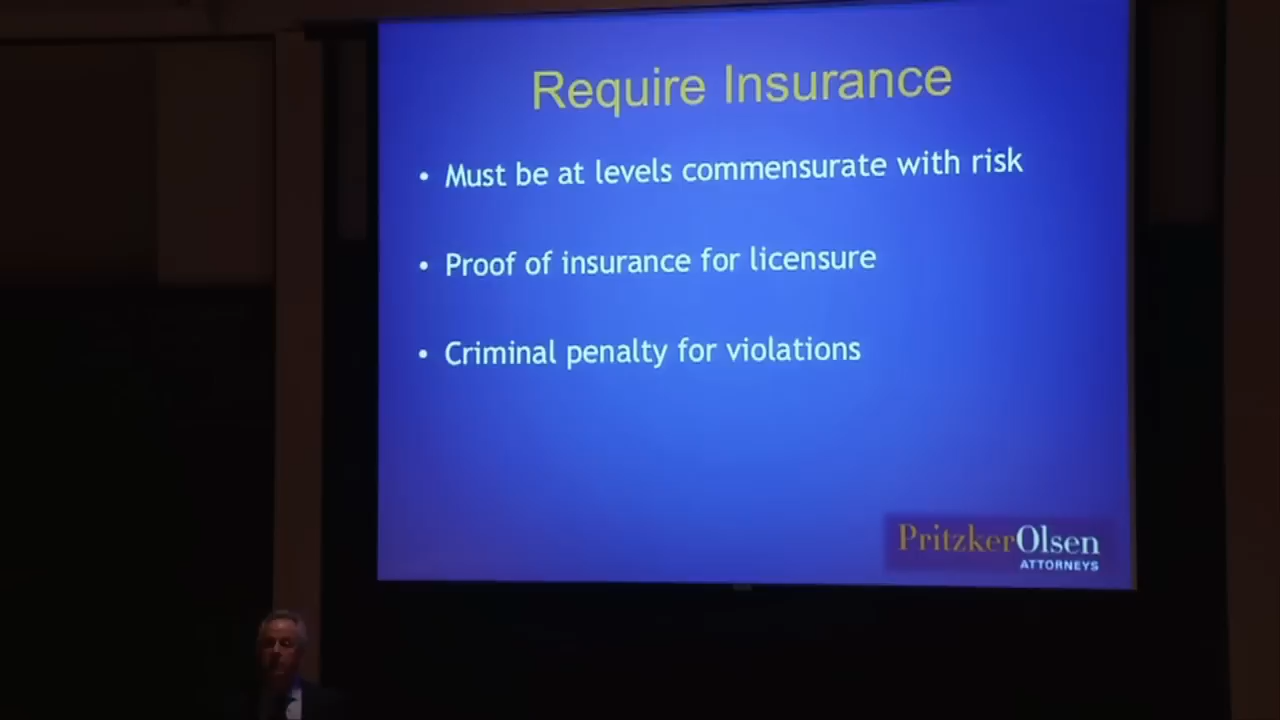 Require Insurance
• Must be at levels commensurate with risk
• Proof of insurance for licensure
• Criminal penalty for violations
PritzkerOlsen
ATTORNEYS